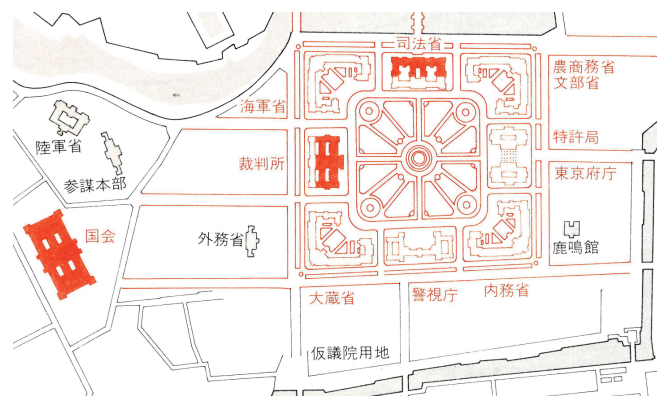 司法省
農商務省
文部省
海軍省
陸軍省
裁判所
特許局
参謀本部
東京府庁
国会
外務省
鹿鳴館
大蔵省
警視庁
内務省
仮議院用地